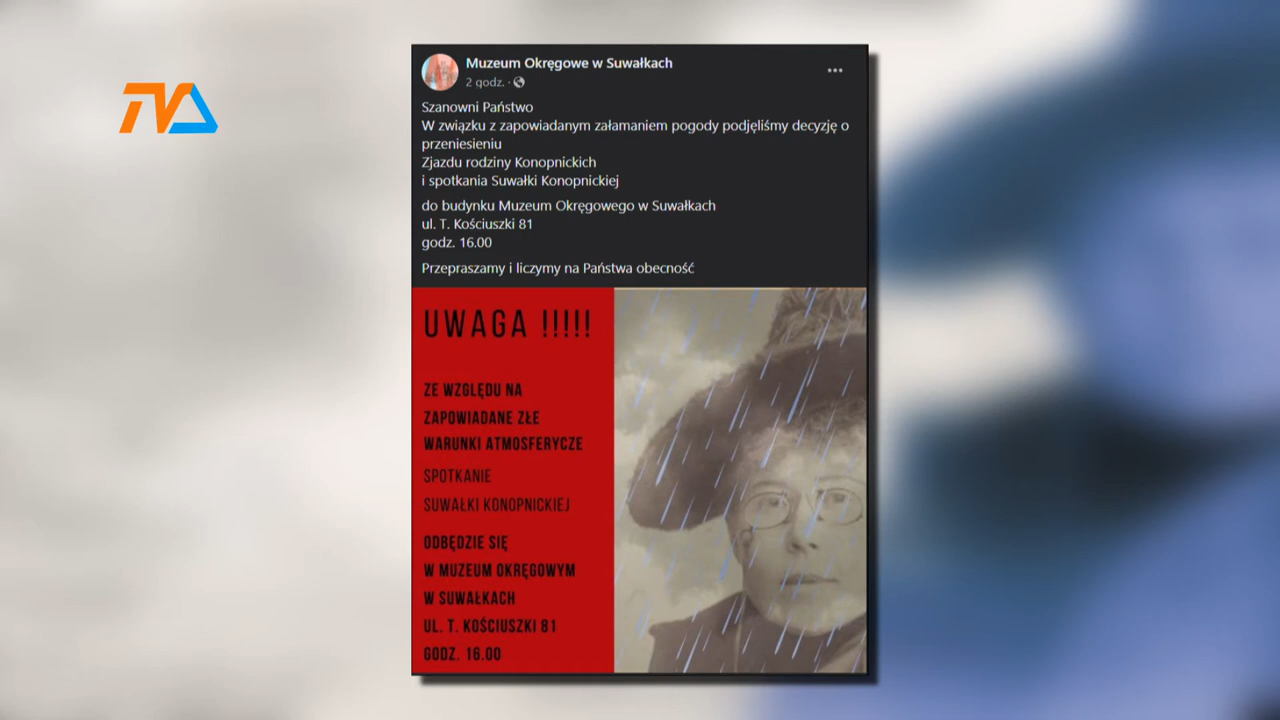 TVA
Muzeum Okręgowe w Suwałkach
2 godz. ·
Szanowni Państwo
W związku z zapowiadanym załamaniem pogody podjęliśmy decyzję o
przeniesieniu
Zjazdu rodziny Konopnickich
i spotkania Suwałki Konopnickiej
do budynku Muzeum Okręgowego w Suwałkach
ul. T. Kościuszki 81
godz. 16.00
Przepraszamy i liczymy na Państwa obecność
UWAGA !!!!!
ZE WZGLĘDU NA
ZAPOWIADANE ZŁE
WARUNKI ATMOSFERYCZE
SPOTKANIE
SUWAŁKI KONOPNICKIEJ
ODBĘDZIE SIĘ
W MUZEUM OKRĘGOWYM
W SUWAŁKACH
UL. T. KOŚCIUSZKI 81
GODZ. 16.00